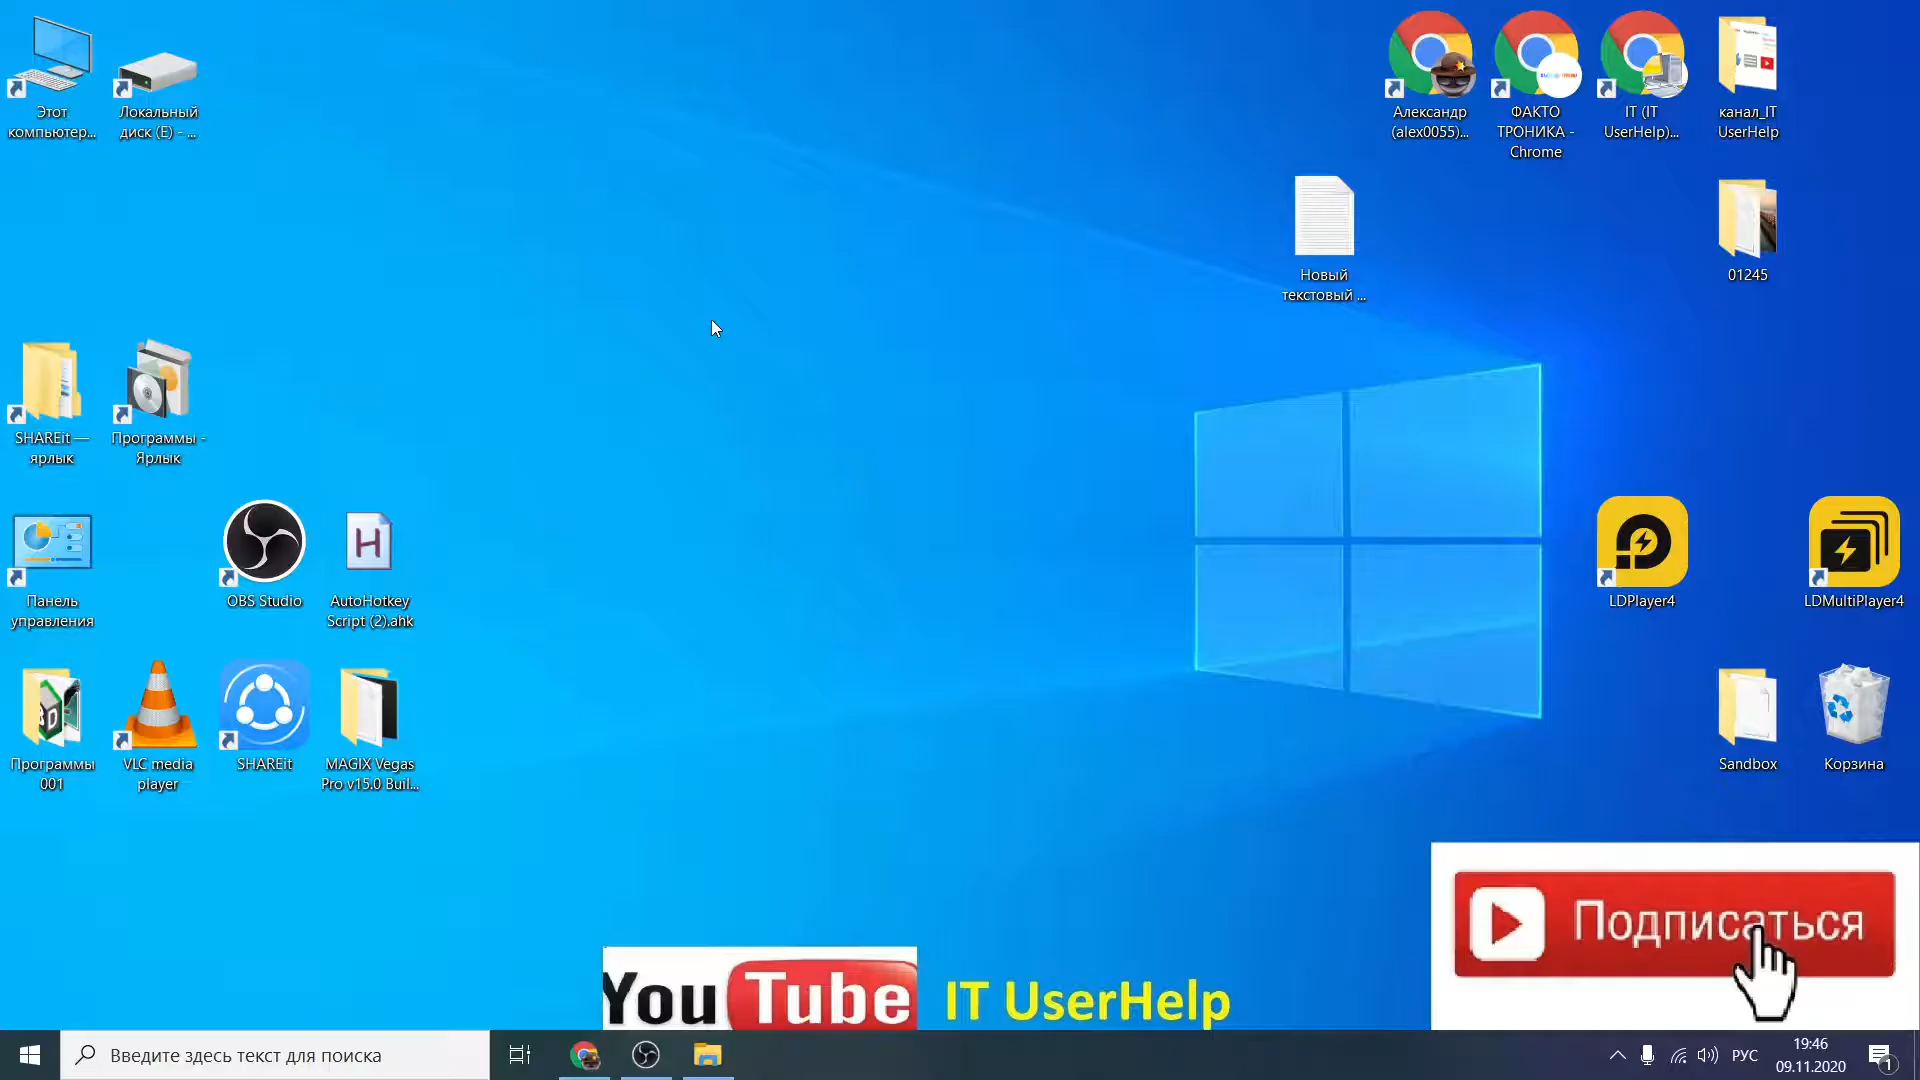 Этот
компьютер...
Локальный
диск (E) - ...
Александр
(alex0055)...
ФАКТО
ТРОНИКА -
Chrome
IT (IT
UserHelp)...
канал_IT
UserHelp
Новый
текстовый ...
01245
SHAREit —
ярлык
Программы -
Ярлык
Панель
управления
OBS Studio
AutoHotkey
Script (2).ahk
LDPlayer4
LDMultiPlayer4
Программы
001
VLC media
player
SHAREit
MAGIX Vegas
Pro v15.0 Buil...
Sandbox
Корзина
Подписаться
YouTube
IT UserHelp
Введите здесь текст для поиска
РУС
19:46
09.11.2020
1